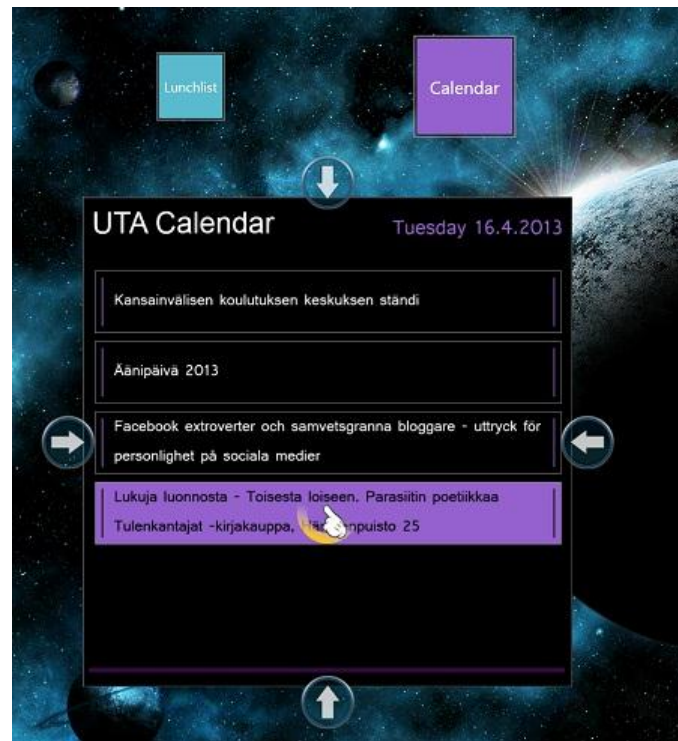 Lunchlist
Calendar
UTA Calendar
Tuesday 16.4.2013
Kansainvälisen koulutuksen keskuksen ständi
Äänipäivä 2013
Facebook extroverter och samvetsgranna bloggare - uttryck för
personlighet på sociala medier
Lukuja luonnosta - Toisesta loiseen. Parasiitin poetiikkaa
Tulenkantajat -kirjakauppa, 25